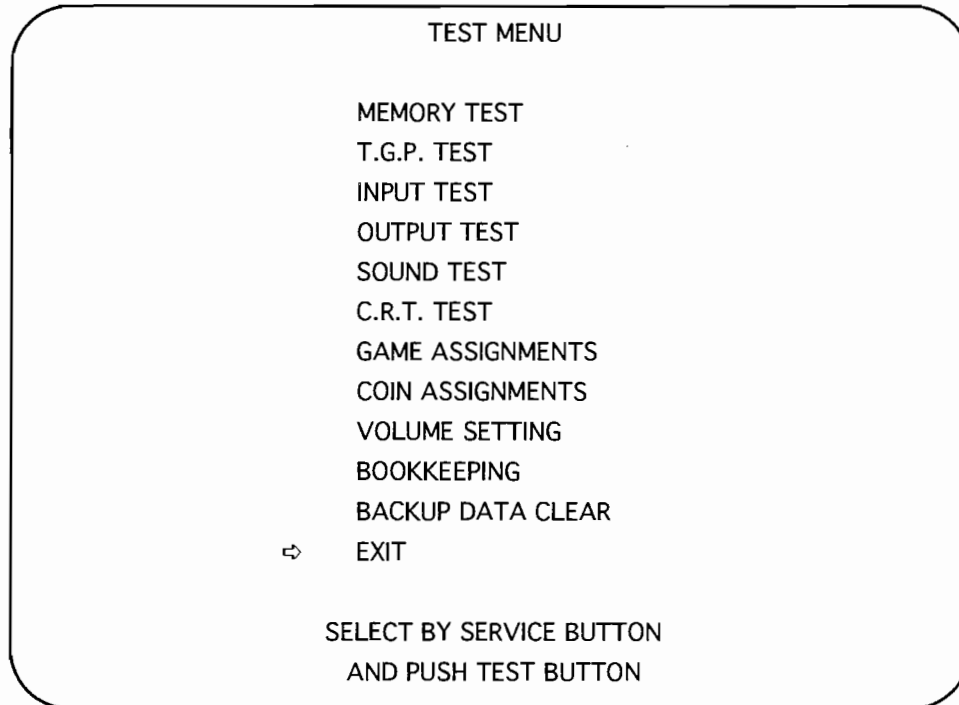 TEST MENU
MEMORY TEST
T.G.P. TEST
INPUT TEST
OUTPUT TEST
SOUND TEST
C.R.T. TEST
GAME ASSIGNMENTS
COIN ASSIGNMENTS
VOLUME SETTING
BOOKKEEPING
BACKUP DATA CLEAR
⇨ EXIT
SELECT BY SERVICE BUTTON
AND PUSH TEST BUTTON